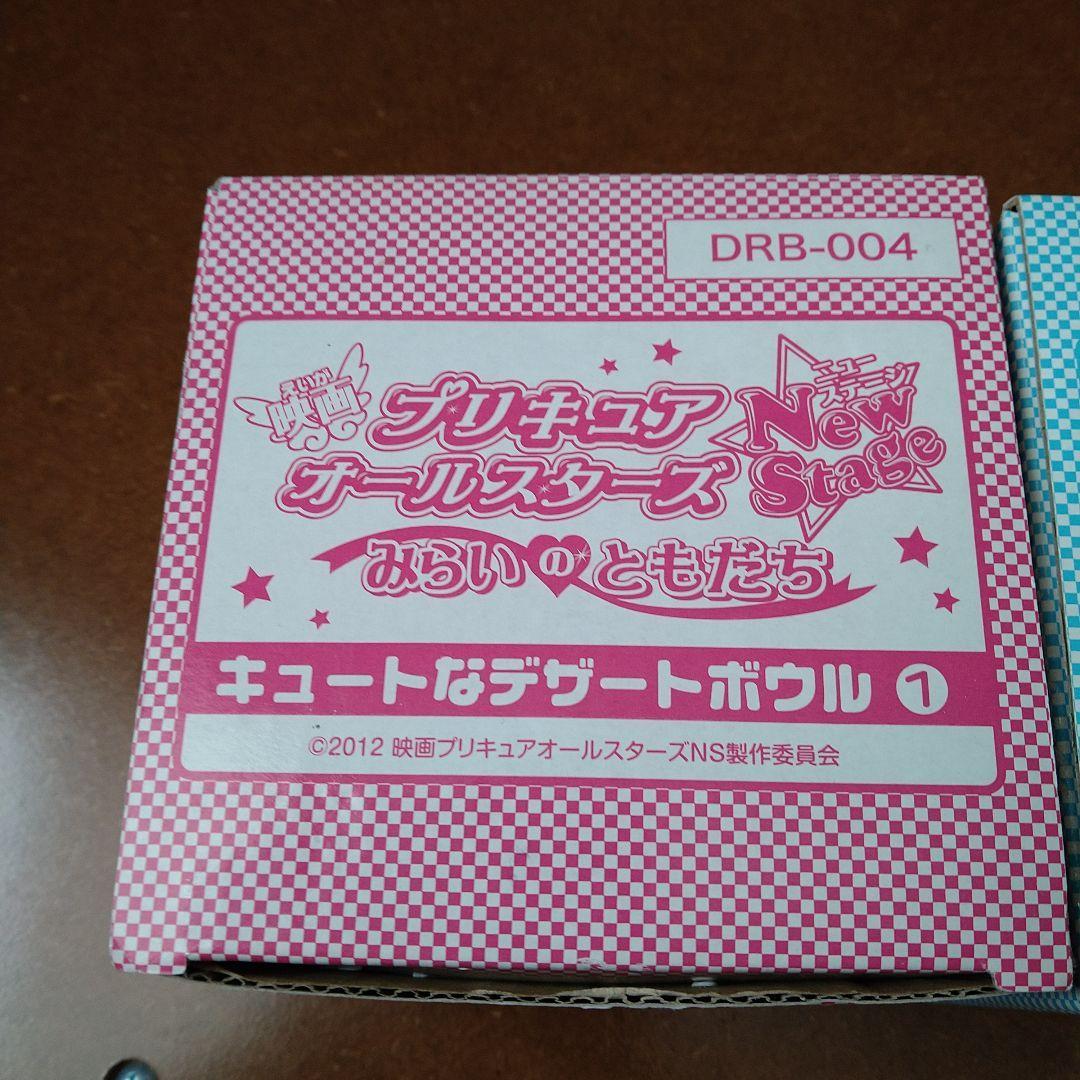 DRB-004
えいが
映画
プリキュア
オールスターズ
ニュー
ステージ
New
Stage
みらいのともだち
キュートなデザートボウル 1
©2012 映画プリキュアオールスターズNS製作委員会